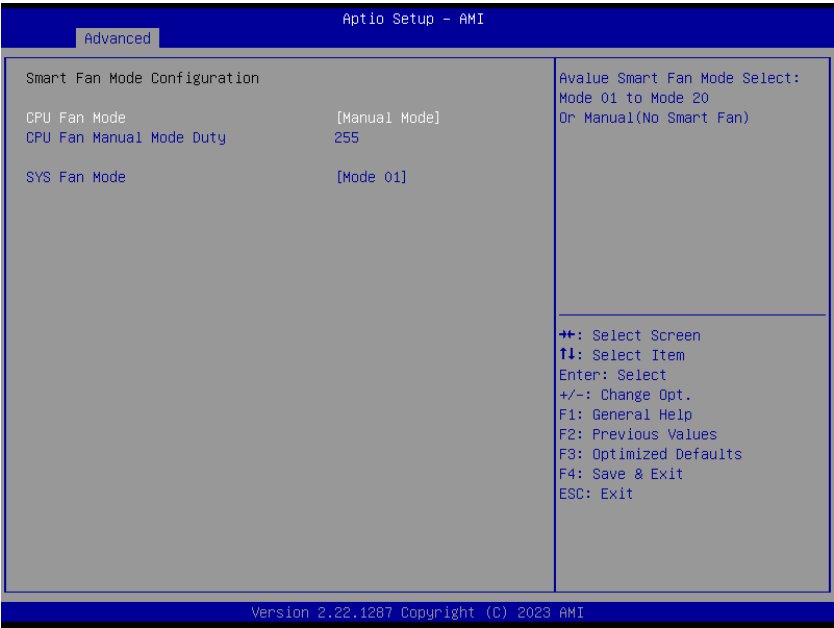 Aptio Setup – AMI
Advanced
Smart Fan Mode Configuration
CPU Fan Mode [Manual Mode]
CPU Fan Manual Mode Duty 255
SYS Fan Mode [Mode 01]
Avalue Smart Fan Mode Select:
Mode 01 to Mode 20
Or Manual(No Smart Fan)
→←: Select Screen
↑↓: Select Item
Enter: Select
+/-: Change Opt.
F1: General Help
F2: Previous Values
F3: Optimized Defaults
F4: Save & Exit
ESC: Exit
Version 2.22.1287 Copyright (C) 2023 AMI